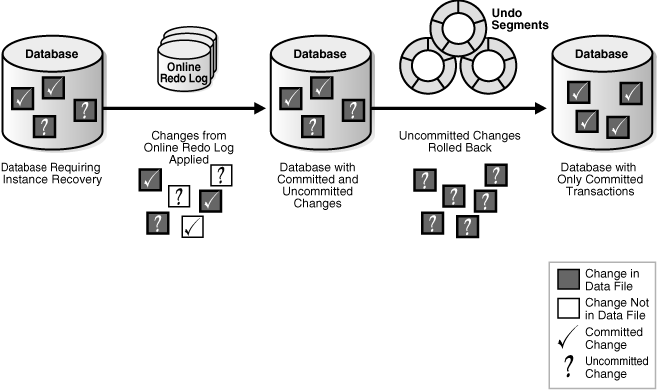 Database
Online
Redo Log
Database
Undo
Segments
Database
Database Requiring
Instance Recovery
Changes from
Online Redo Log
Applied
Database with
Committed and
Uncommitted
Changes
Uncommitted Changes
Rolled Back
Database with
Only Committed
Transactions
?
?
?
?
?
?
?
?
?
?
?
?
?
?
Change in
Data File
Change Not
in Data File
Committed
Change
?
Uncommitted
Change